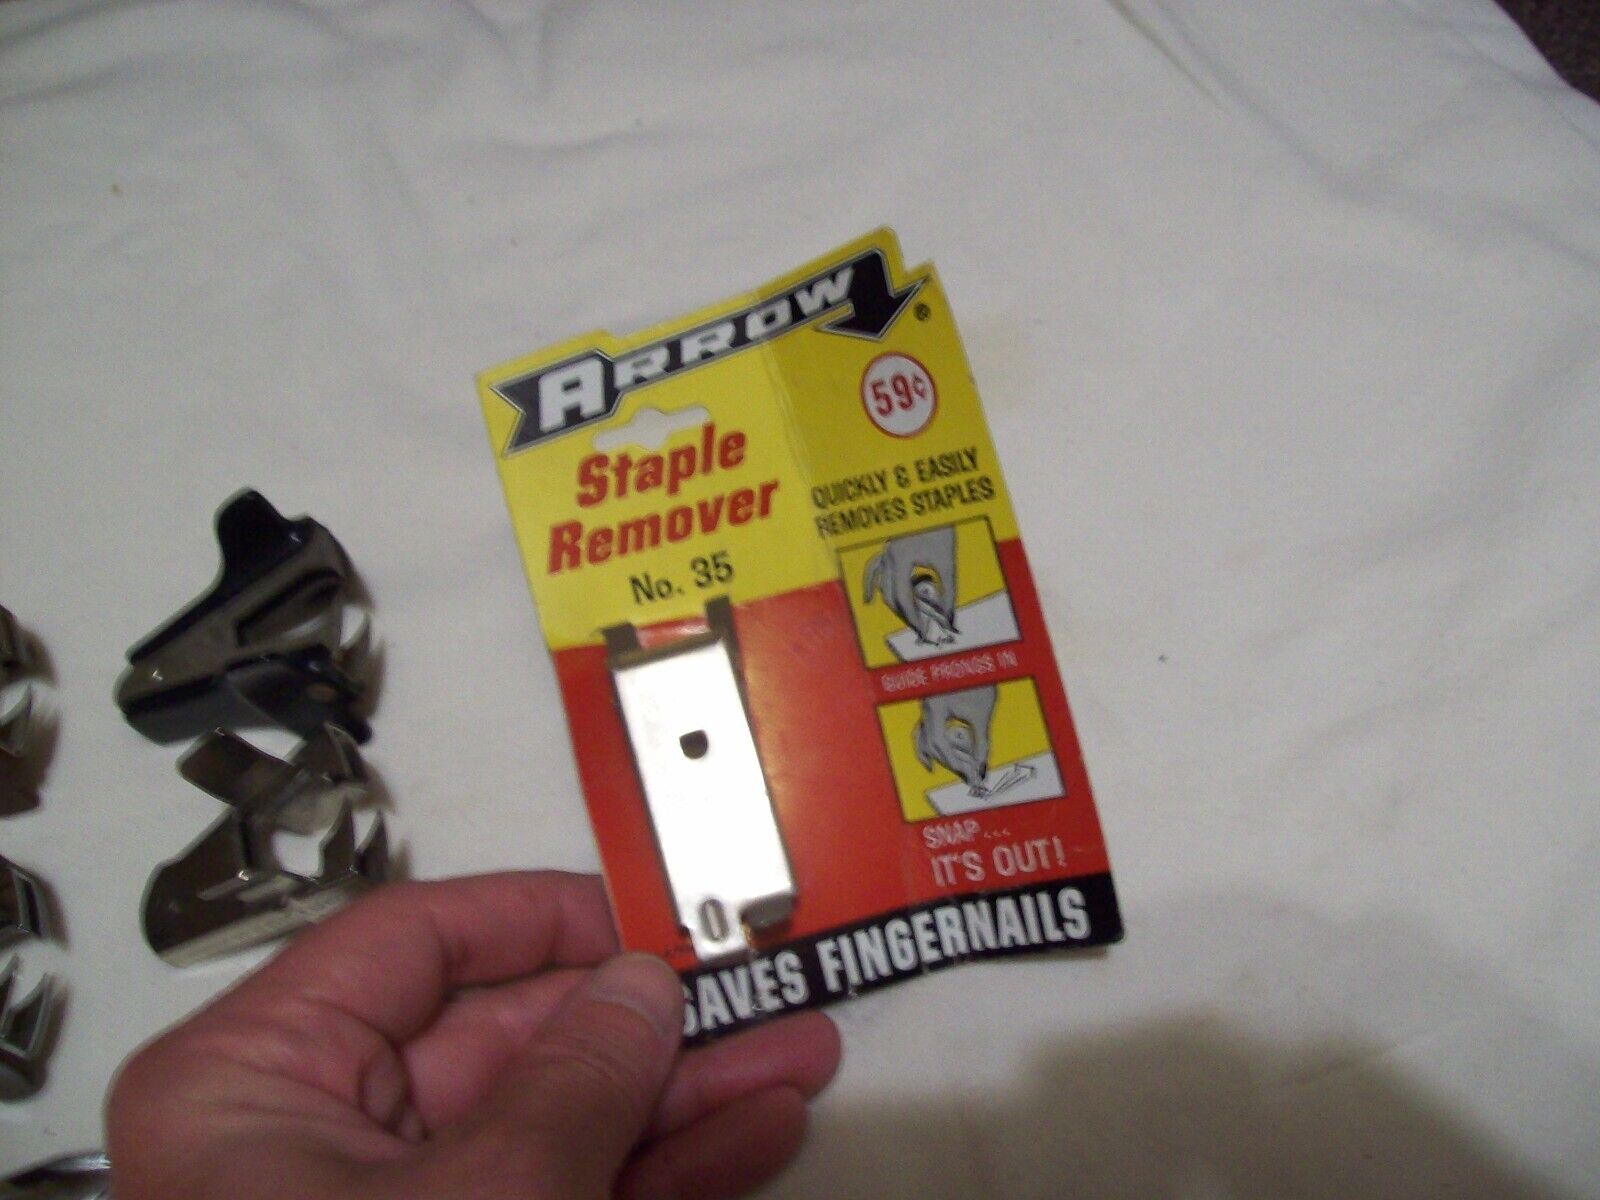 ARROW
®
59¢
Staple
Remover
No. 35
QUICKLY & EASILY
REMOVES STAPLES
GUIDE PRONGS IN
SNAP...
IT'S OUT!
SAVES FINGERNAILS